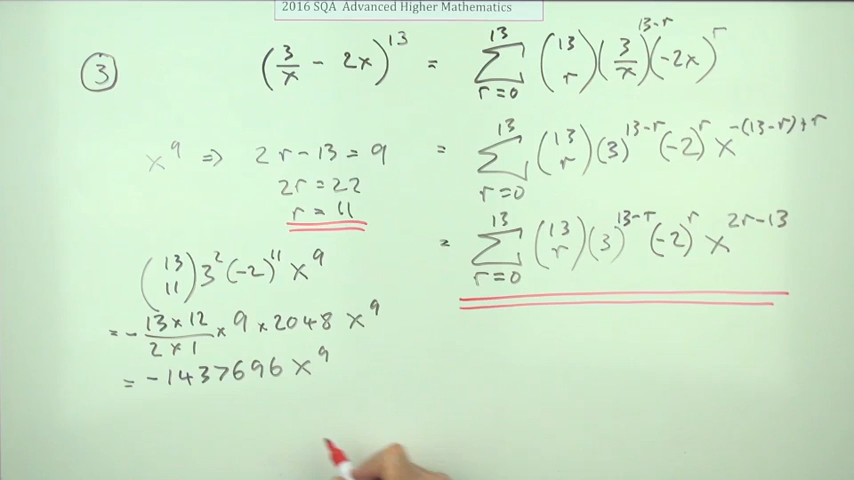 2016 SQA Advanced Higher Mathematics
3
(3/x - 2x)^13 = Σ_{r=0}^{13} (13 r) (3/x)^{13-r} (-2x)^r
= Σ_{r=0}^{13} (13 r) (3)^{13-r} (-2)^r x^{-(13-r)+r}
= Σ_{r=0}^{13} (13 r) (3)^{13-r} (-2)^r x^{2r-13}
x^9 ⇒ 2r-13 = 9
2r = 22
r = 11
(13 11) 3^2 (-2)^11 x^9
= - 13×12/2×1 × 9 × 2048 x^9
= -1437696 x^9